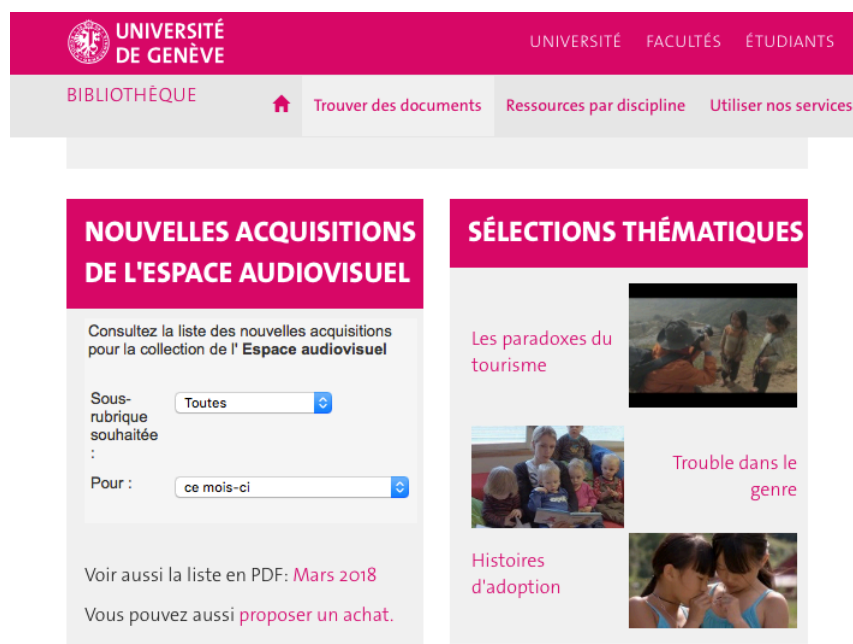 UNIVERSITÉ
DE GENÈVE
UNIVERSITÉ FACULTÉS ÉTUDIANTS
BIBLIOTHÈQUE
Trouver des documents Ressources par discipline Utiliser nos services
NOUVELLES ACQUISITIONS
DE L'ESPACE AUDIOVISUEL
Consultez la liste des nouvelles acquisitions
pour la collection de l' Espace audiovisuel
Sous-
rubrique
souhaitée
:
Toutes
Pour :
ce mois-ci
Voir aussi la liste en PDF: Mars 2018
Vous pouvez aussi proposer un achat.
SÉLECTIONS THÉMATIQUES
Les paradoxes du
tourisme
Trouble dans le
genre
Histoires
d'adoption